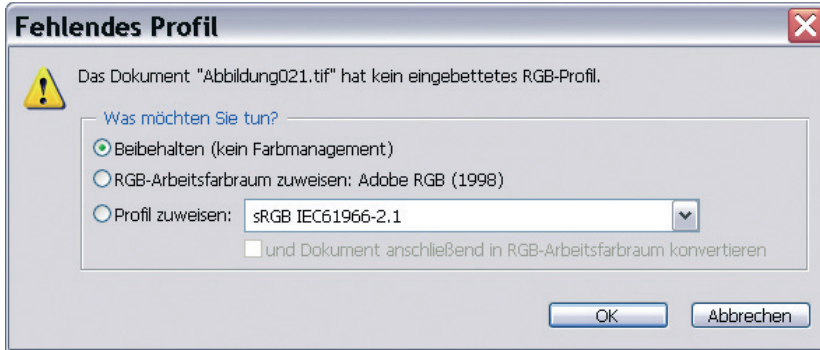 Fehlendes Profil
Das Dokument "Abbildung021.tif" hat kein eingebettetes RGB-Profil.
Was möchten Sie tun?
Beibehalten (kein Farbmanagement)
RGB-Arbeitsfarbraum zuweisen: Adobe RGB (1998)
Profil zuweisen: sRGB IEC61966-2.1
und Dokument anschließend in RGB-Arbeitsfarbraum konvertieren
OK Abbrechen